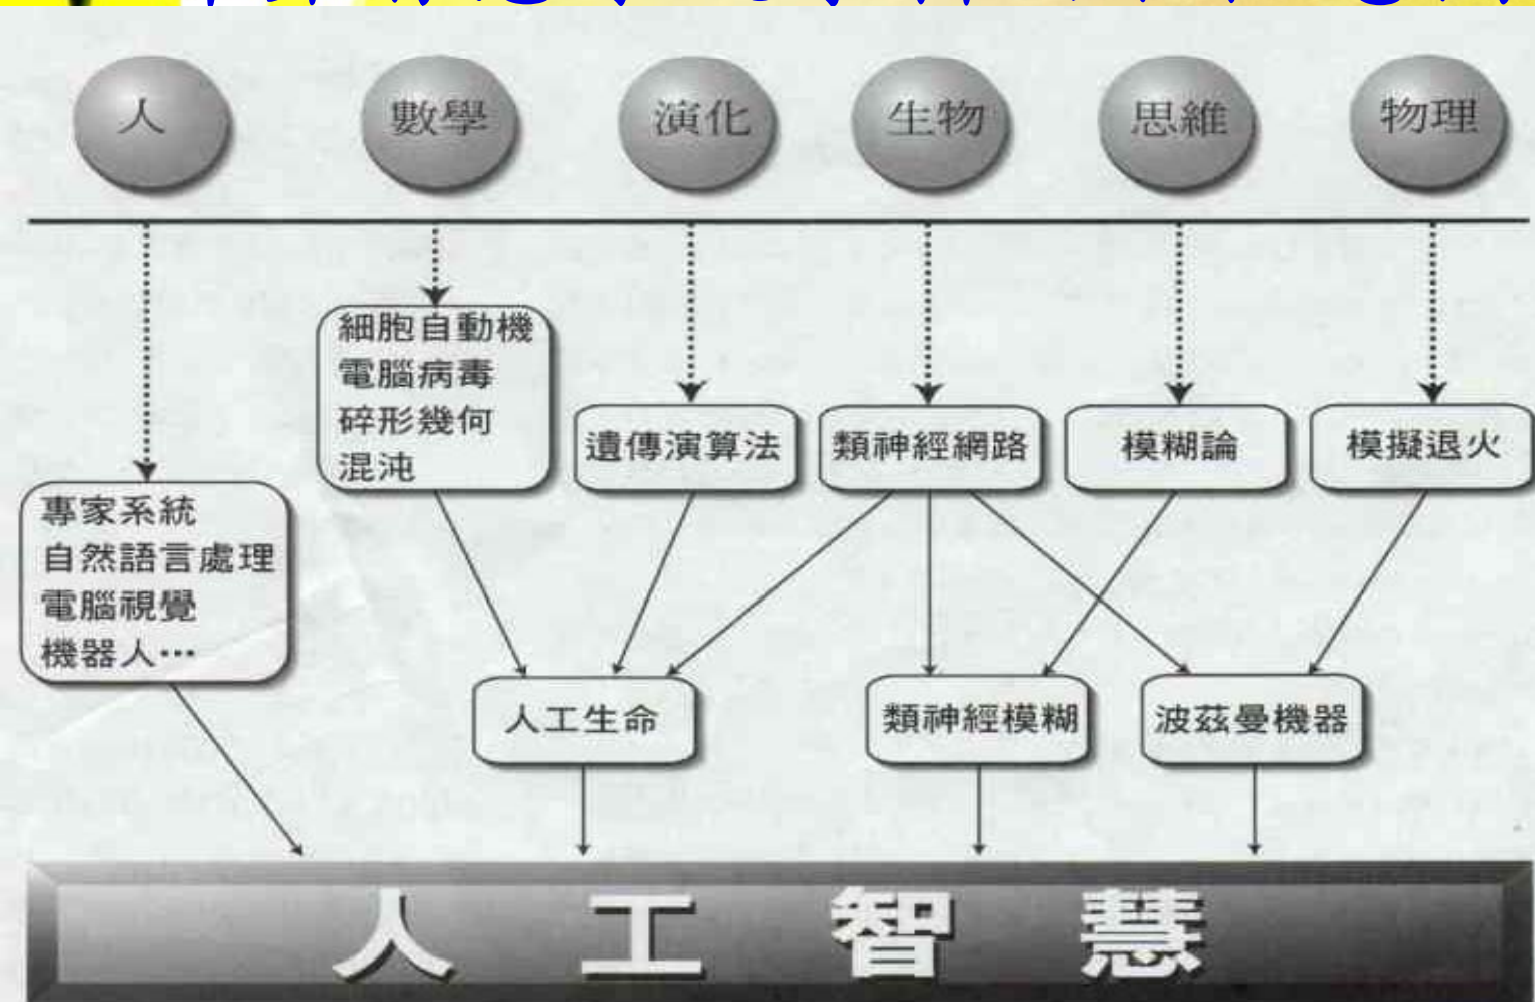 人
數學
演化
生物
思維
物理
細胞自動機
電腦病毒
碎形幾何
混沌
遺傳演算法
類神經網路
模糊論
模擬退火
專家系統
自然語言處理
電腦視覺
機器人…
人工生命
類神經模糊
波茲曼機器
人工智慧